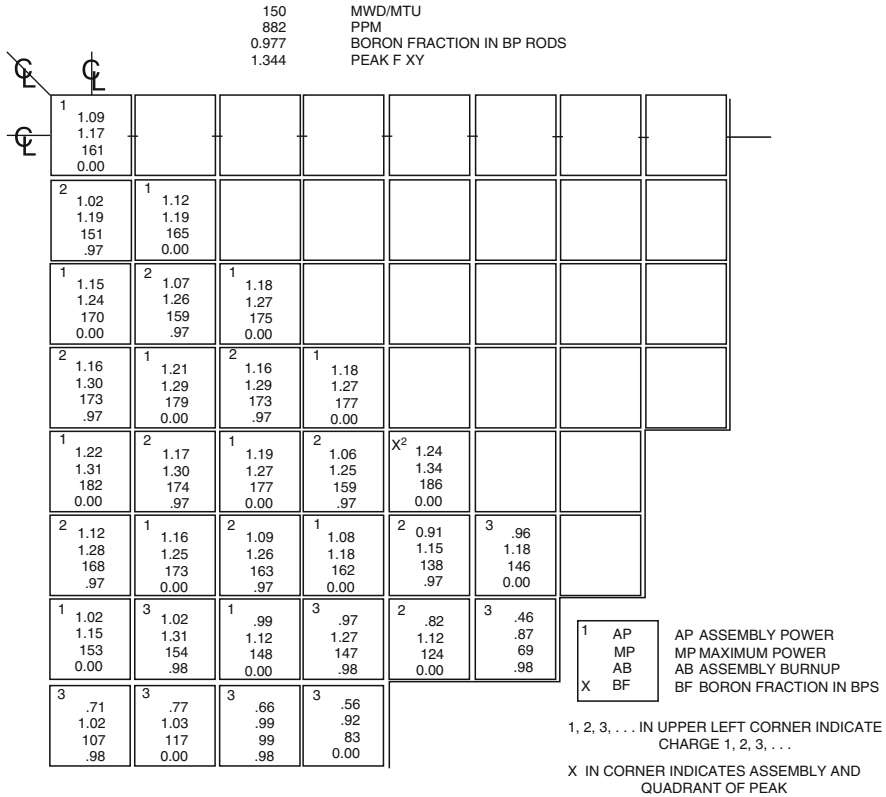 150 MWD/MTU
882 PPM
0.977 BORON FRACTION IN BP RODS
1.344 PEAK F XY
℄ ℄
℄
1
1.09
1.17
161
0.00
2 1
1.02 1.12
1.19 1.19
151 165
.97 0.00
1 2 1
1.15 1.07 1.18
1.24 1.26 1.27
170 159 175
0.00 .97 0.00
2 1 2 1
1.16 1.21 1.16 1.18
1.30 1.29 1.29 1.27
173 179 173 177
.97 0.00 .97 0.00
1 2 1 2 X2
1.22 1.17 1.19 1.06 1.24
1.31 1.30 1.27 1.25 1.34
182 174 177 159 186
0.00 .97 0.00 .97 0.00
2 1 2 1 2 3
1.12 1.16 1.09 1.08 0.91 .96
1.28 1.25 1.26 1.18 1.15 1.18
168 173 163 162 138 146
.97 0.00 .97 0.00 .97 0.00
1 3 1 3 2 3
1.02 1.02 .99 .97 .82 .46
1.15 1.31 1.12 1.27 1.12 .87
153 154 148 147 124 69
0.00 .98 0.00 .98 0.00 .98
3 3 3 3
.71 .77 .66 .56
1.02 1.03 .99 .92
107 117 99 83
.98 0.00 .98 0.00
1 AP AP ASSEMBLY POWER
MP MP MAXIMUM POWER
AB AB ASSEMBLY BURNUP
X BF BF BORON FRACTION IN BPS
1, 2, 3, . . . IN UPPER LEFT CORNER INDICATE
CHARGE 1, 2, 3, . . .
X IN CORNER INDICATES ASSEMBLY AND
QUADRANT OF PEAK